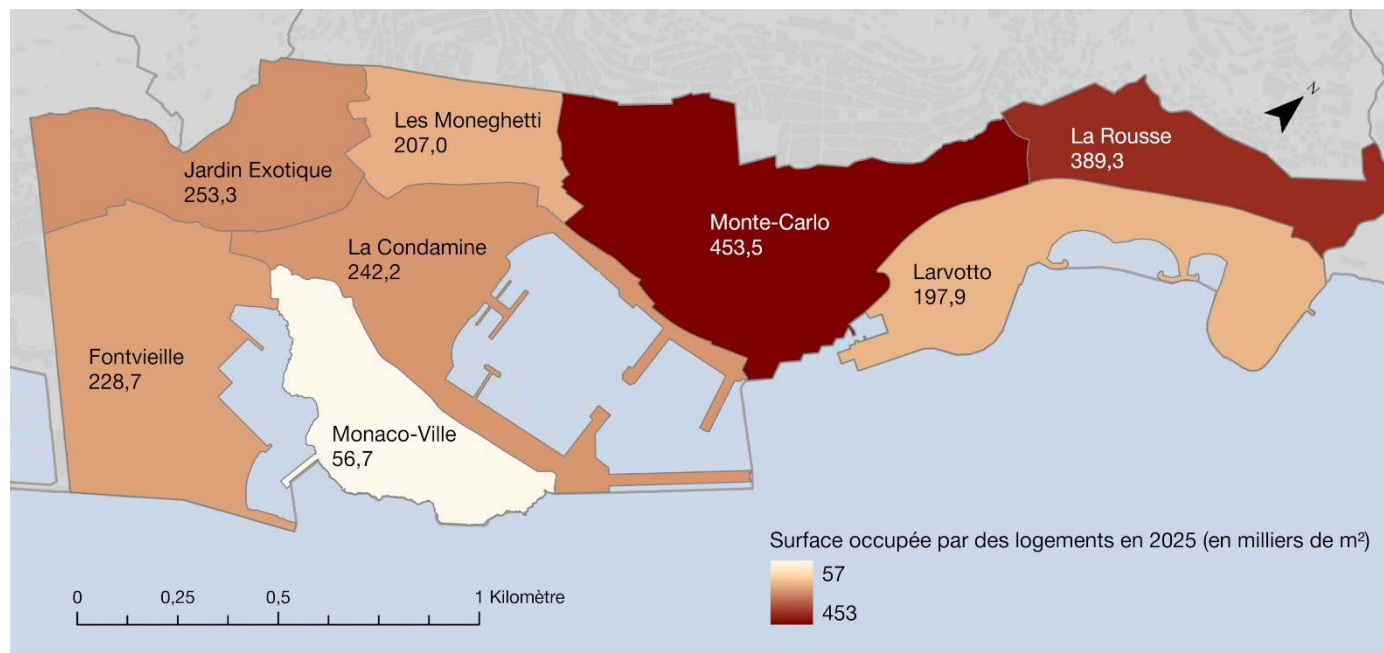 N
Les Moneghetti
207,0
La Rousse
389,3
Jardin Exotique
253,3
Monte-Carlo
453,5
La Condamine
242,2
Larvotto
197,9
Fontvieille
228,7
Monaco-Ville
56,7
Surface occupée par des logements en 2025 (en milliers de m²)
57
453
0 0,25 0,5 1 Kilomètre